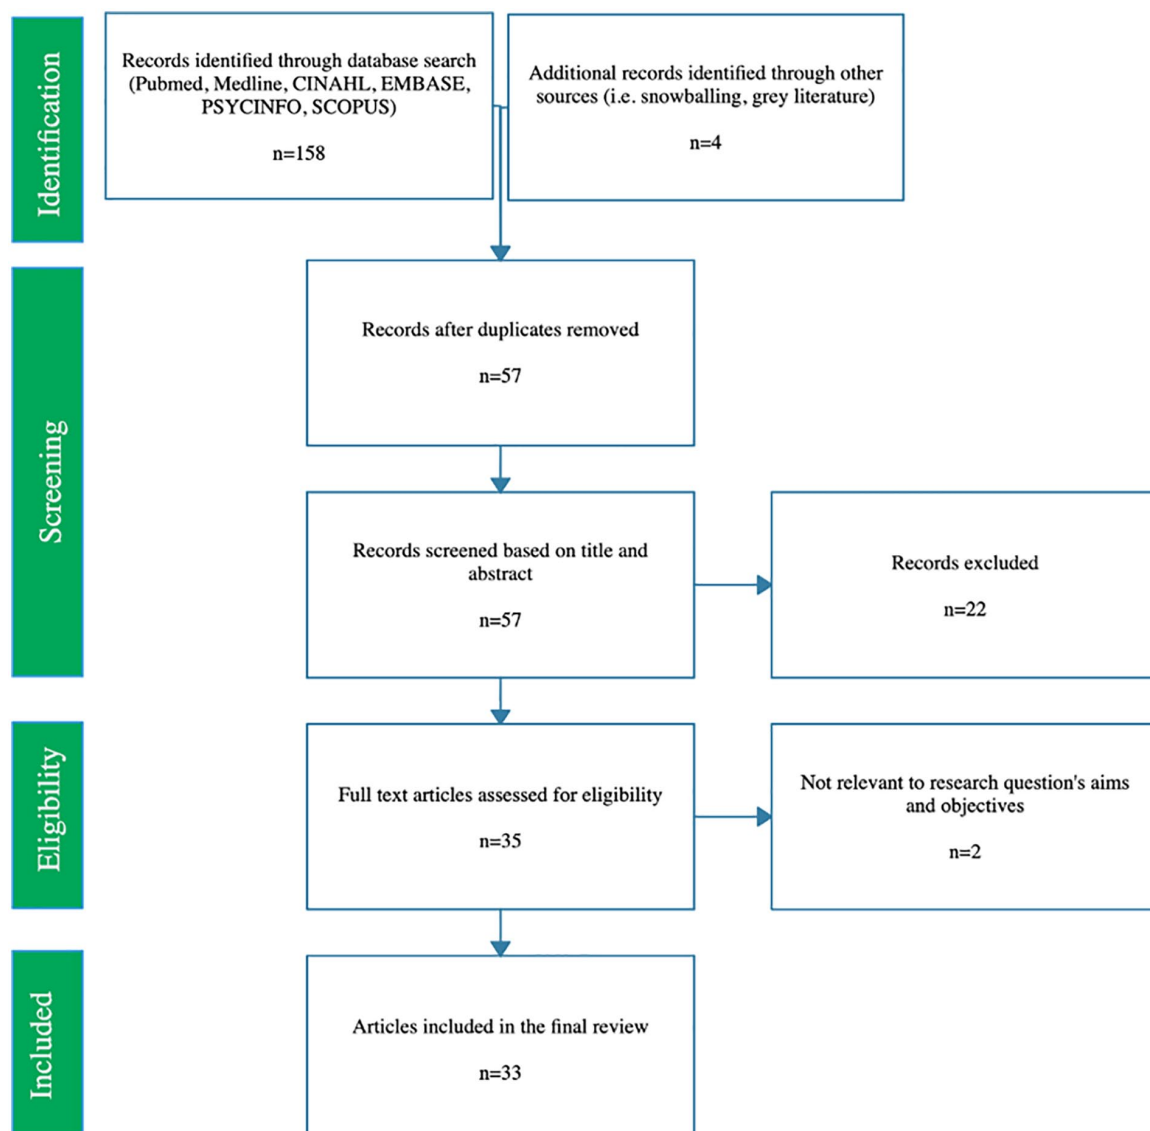 Identification
Records identified through database search
(Pubmed, Medline, CINAHL, EMBASE,
PSYCINFO, SCOPUS)
n=158
Additional records identified through other
sources (i.e. snowballing, grey literature)
n=4
Screening
Records after duplicates removed
n=57
Records screened based on title and
abstract
n=57
Records excluded
n=22
Eligibility
Full text articles assessed for eligibility
n=35
Not relevant to research question's aims
and objectives
n=2
Included
Articles included in the final review
n=33